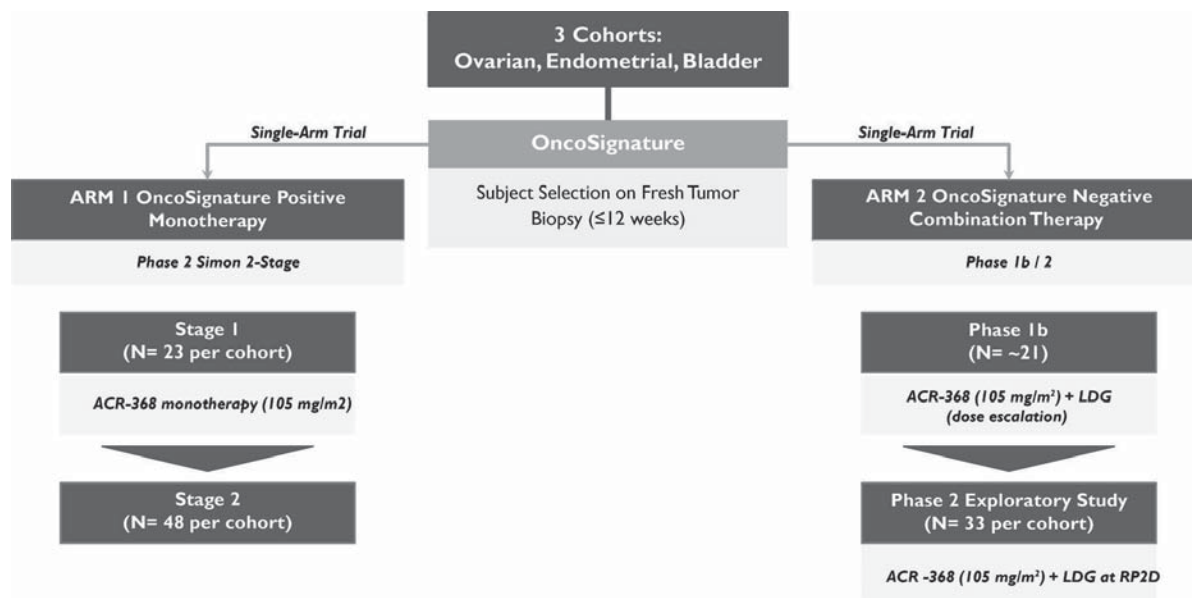 3 Cohorts:
Ovarian, Endometrial, Bladder
Single-Arm Trial
OncoSignature
Single-Arm Trial
Subject Selection on Fresh Tumor
Biopsy (≤12 weeks)
ARM 1 OncoSignature Positive
Monotherapy
Phase 2 Simon 2-Stage
Stage 1
(N= 23 per cohort)
ACR-368 monotherapy (105 mg/m2)
Stage 2
(N= 48 per cohort)
ARM 2 OncoSignature Negative
Combination Therapy
Phase 1b / 2
Phase 1b
(N= ~21)
ACR-368 (105 mg/m²) + LDG
(dose escalation)
Phase 2 Exploratory Study
(N= 33 per cohort)
ACR -368 (105 mg/m²) + LDG at RP2D